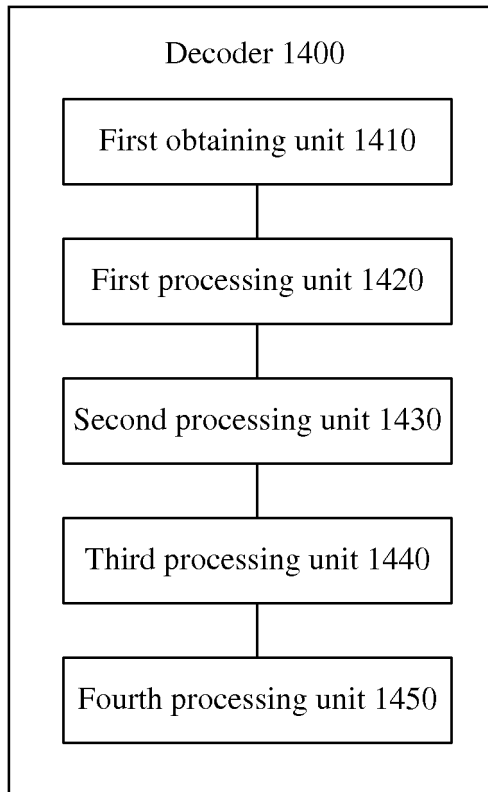 Decoder 1400
First obtaining unit 1410
First processing unit 1420
Second processing unit 1430
Third processing unit 1440
Fourth processing unit 1450